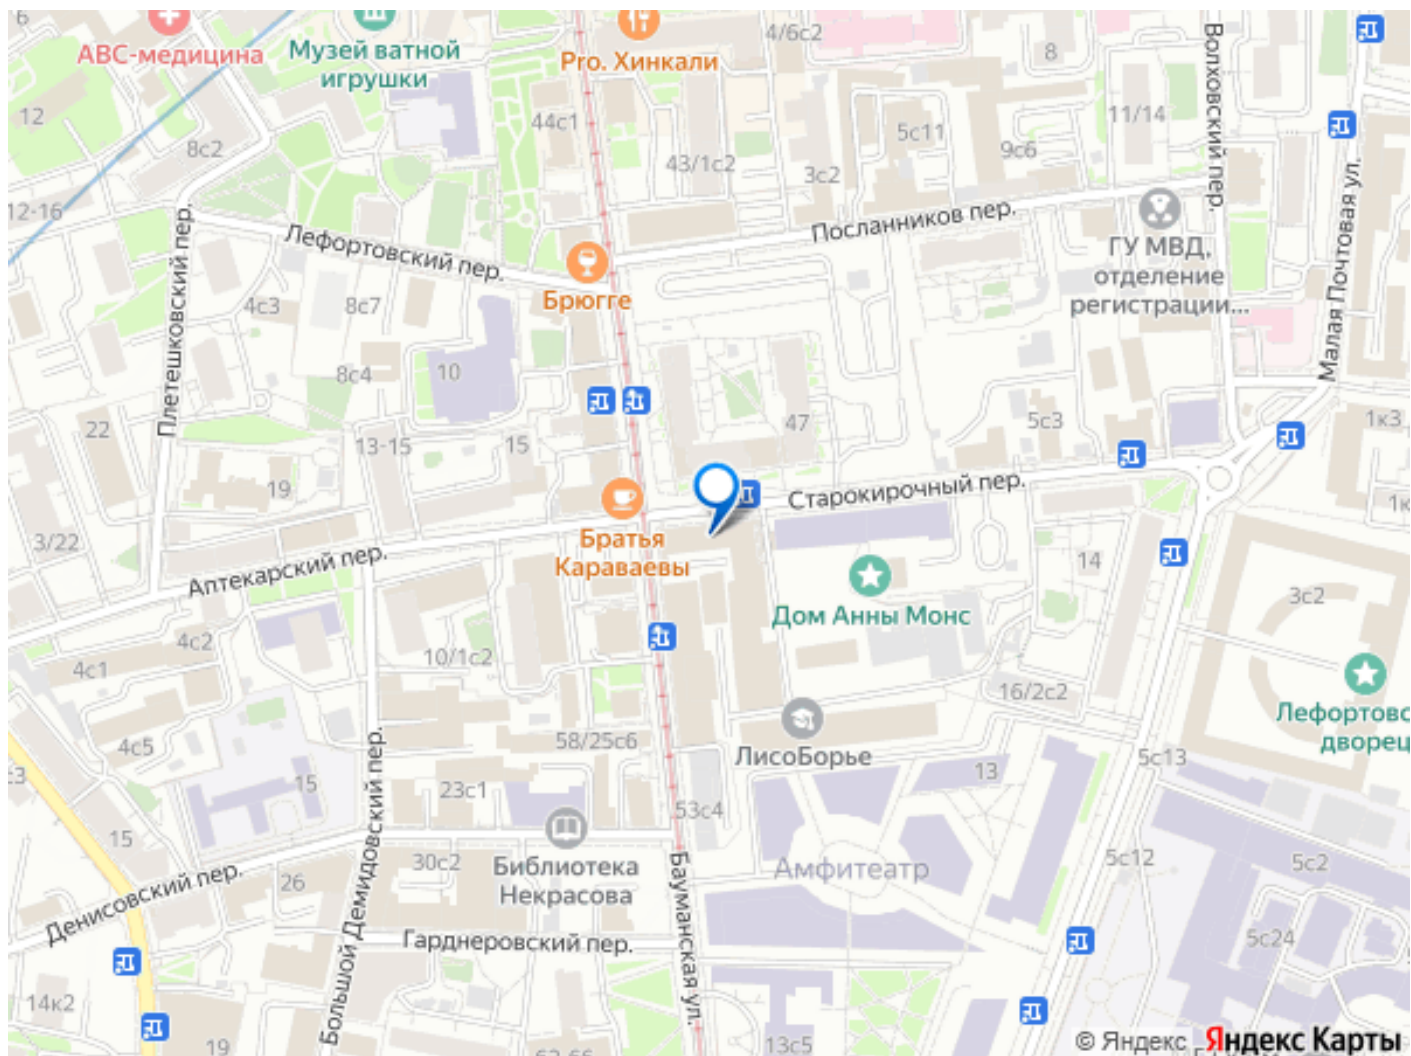 6
АВС-медицина
Музей ватной
игрушки
Pro. Хинкали
4/6с2
8
Волховский пер.
12
44с1
11/14
8с2
5с11
9с6
43/1с2
3с2
Малая Почтовая ул.
12-16
Плетешковский пер.
Лефортовский пер.
Посланников пер.
ГУ МВД,
отделение
регистрации...
Брюгге
4с3
8с7
8с4
10
22
13-15
15
47
5с3
1к3
19
Старокирочный пер.
1к
3/22
Братья
Караваевы
Аптекарский пер.
14
3с2
Дом Анны Монс
4с2
4с1
10/1с2
16/2с2
Лефортовс
дворец
4с5
58/25с6
ЛисоБорье
5с13
с3
15
23с1
13
53с4
15
Большой Демидовский пер.
30с2
Библиотека
Некрасова
Бауманская ул.
Амфитеатр
5с12
5с2
26
Денисовский пер.
Гарднеровский пер.
5с24
14к2
19
62-66
13с5
© Яндекс Яндекс Карты